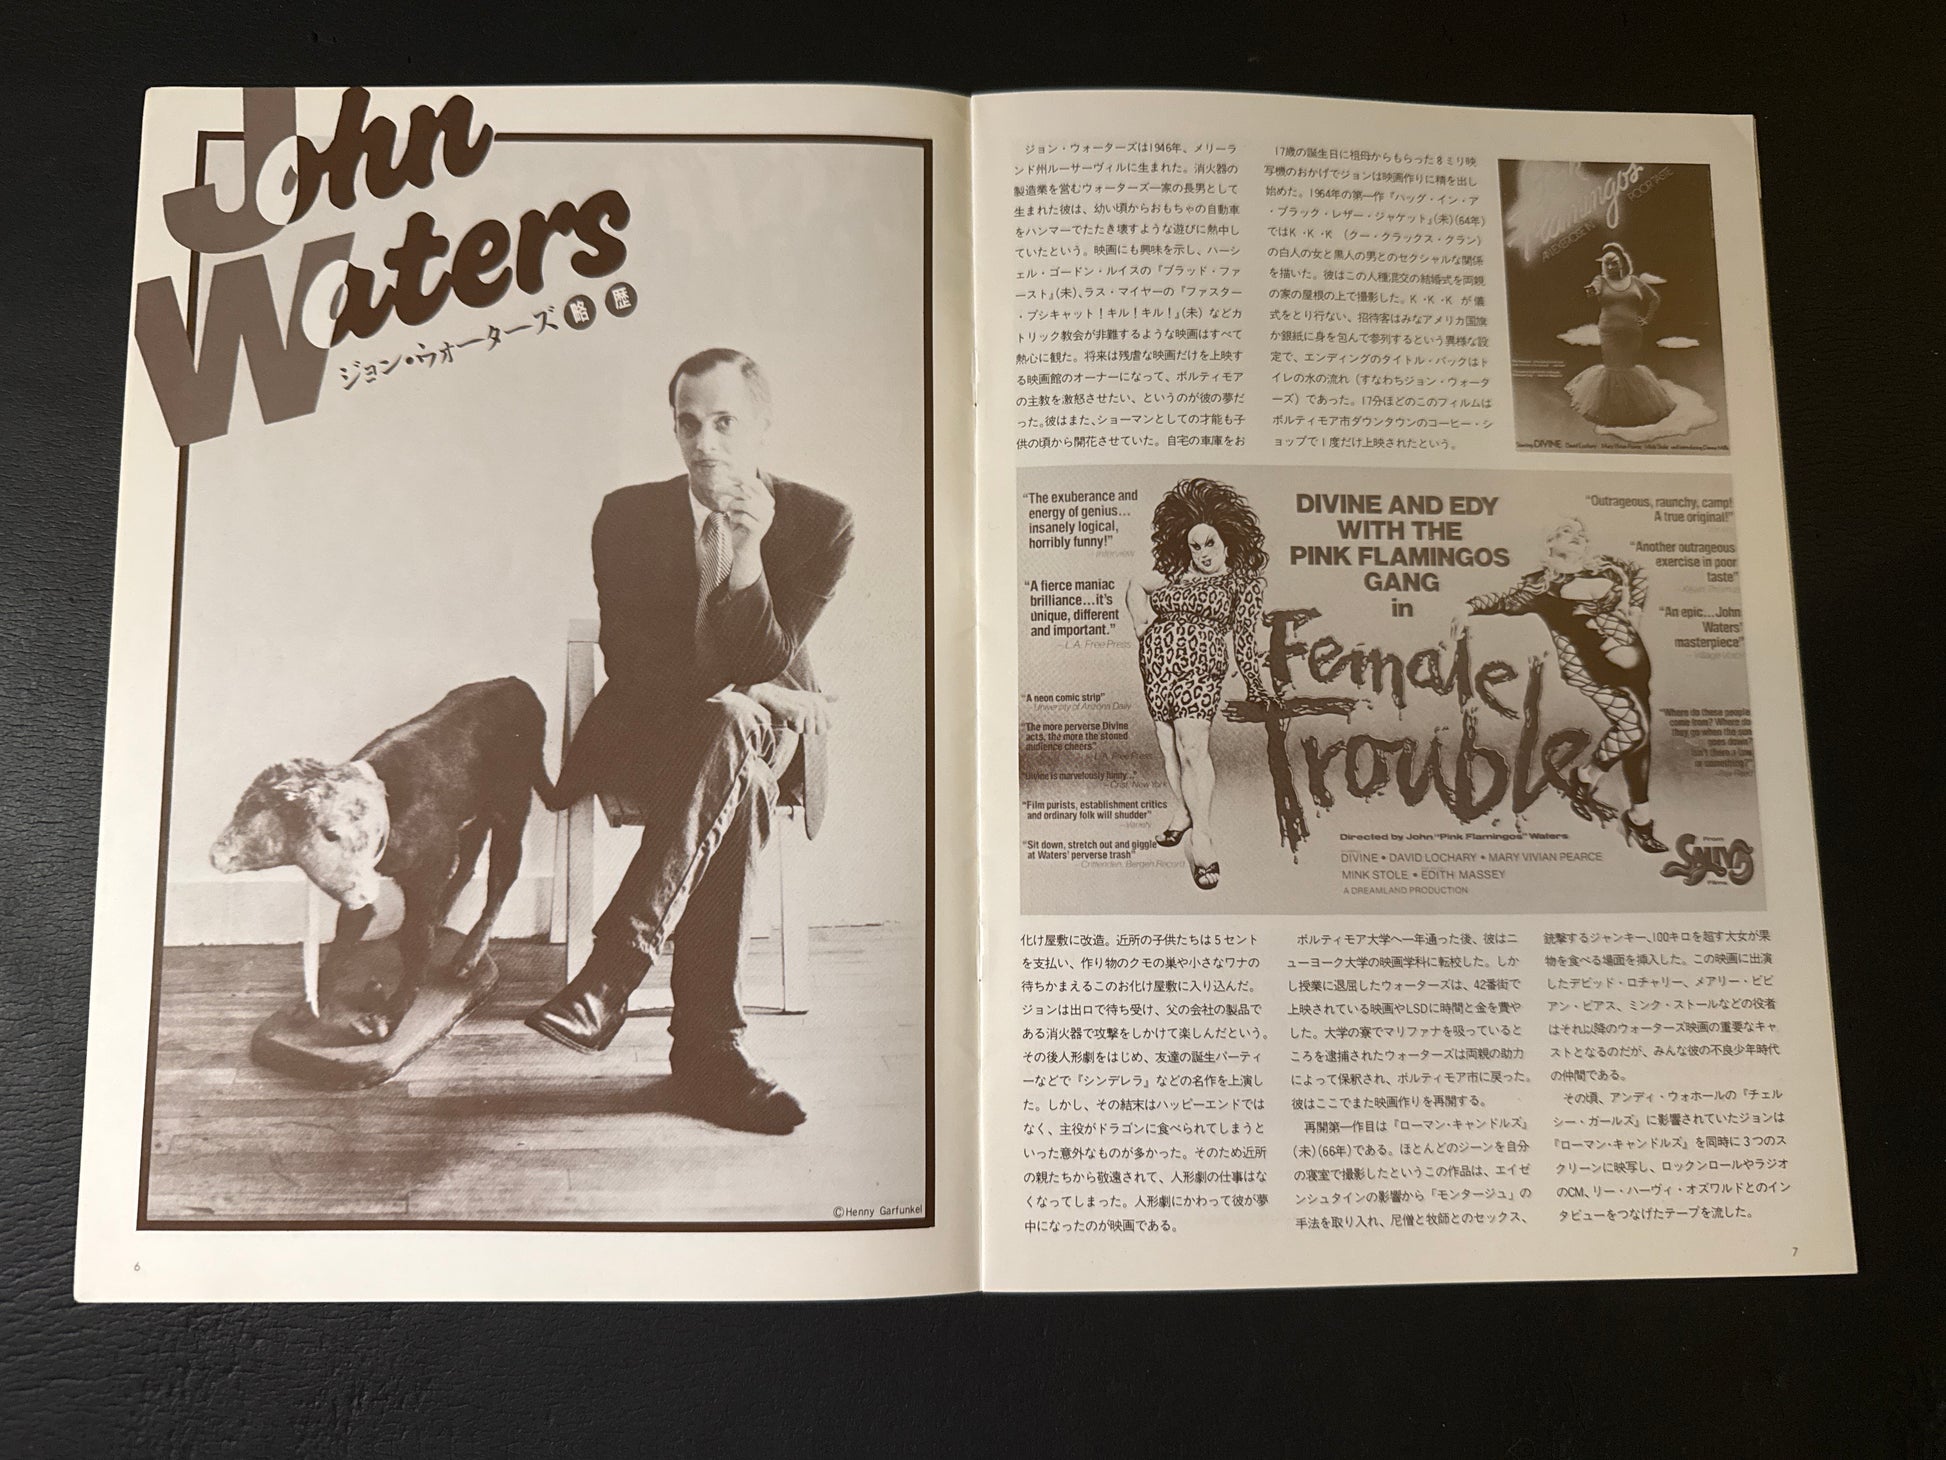 John
Waters
ジョン・ウォーターズ 略歴
©Henny Garfunkel
6
ジョン・ウォーターズは1946年、メリーラ
ンド州ルーサーヴィルに生まれた。消火器の
製造業を営むウォーターズ一家の長男として
生まれた彼は、幼い頃からおもちゃの自動車
をハンマーでたたき壊すような遊びに熱中し
ていたという。映画にも興味を示し、ハーシ
ェル・ゴードン・ルイスの『ブラッド・ファ
ースト』(未)、ラス・マイヤーの『ファスター
・プシキャット！キル！キル！』(未) などカ
トリック教会が非難するような映画はすべて
熱心に観た。将来は残虐な映画だけを上映す
る映画館のオーナーになって、ボルティモア
の主教を激怒させたい、というのが彼の夢だ
った。彼はまた、ショーマンとしての才能も子
供の頃から開花させていた。自宅の車庫をお
化け屋敷に改造。近所の子供たちは5セント
を支払い、作り物のクモの巣や小さなワナの
待ちかまえるこのお化け屋敷に入り込んだ。
ジョンは出口で待ち受け、父の会社の製品で
ある消火器で攻撃をしかけて楽しんだという。
その後人形劇をはじめ、友達の誕生パーティ
ーなどで『シンデレラ』などの名作を上演し
た。しかし、その結末はハッピーエンドでは
なく、主役がドラゴンに食べられてしまうと
いった意外なものが多かった。そのため近所
の親たちから敬遠されて、人形劇の仕事はな
くなってしまった。人形劇にかわって彼が夢
中になったのが映画である。
17歳の誕生日に祖母からもらった8ミリ映
写機のおかげでジョンは映画作りに精を出し
始めた。1964年の第一作『ハッグ・イン・ア
・ブラック・レザー・ジャケット』(未)(64年)
ではK・K・K （クー・クラックス・クラン）
の白人の女と黒人の男とのセクシャルな関係
を描いた。彼はこの人種混交の結婚式を両親
の家の屋根の上で撮影した。K・K・K が儀
式をとり行ない、招待客はみなアメリカ国旗
か銀紙に身を包んで参列するという異様な設
定で、エンディングのタイトル・バックはト
イレの水の流れ（すなわちジョン・ウォータ
ーズ）であった。17分ほどのこのフィルムは
ボルティモア市ダウンタウンのコーヒー・シ
ョップで1度だけ上映されたという。
ボルティモア大学へ一年通った後、彼はニ
ューヨーク大学の映画学科に転校した。しか
し授業に退屈したウォーターズは、42番街で
上映されている映画やLSDに時間と金を費や
した。大学の寮でマリファナを吸っていると
ころを逮捕されたウォーターズは両親の助力
によって保釈され、ボルティモア市に戻った。
彼はここでまた映画作りを再開する。
再開第一作目は『ローマン・キャンドルズ』
(未)(66年)である。ほとんどのシーンを自分
の寝室で撮影したというこの作品は、エイゼ
ンシュタインの影響から「モンタージュ」の
手法を取り入れ、尼僧と牧師とのセックス、
銃撃するジャンキー、100キロを超す大女が果
物を食べる場面を挿入した。この映画に出演
したデビッド・ロチャリー、メアリー・ビビ
アン・ピアス、ミンク・ストールなどの役者
はそれ以降のウォーターズ映画の重要なキャ
ストとなるのだが、みんな彼の不良少年時代
の仲間である。
その頃、アンディ・ウォホールの『チェル
シー・ガールズ』に影響されていたジョンは
『ローマン・キャンドルズ』を同時に3つのス
クリーンに映写し、ロックンロールやラジオ
のCM、リー・ハーヴィ・オズワルドとのイン
タビューをつなげたテープを流した。
Flamingos
AN EXERCISE IN POOR TASTE
Starring DIVINE David Lochary Mary Vivian Pearce Mink Stole and introducing Danny Mills
"The exuberance and
energy of genius...
insanely logical,
horribly funny!"
– Interview
"A fierce maniac
brilliance...it's
unique, different
and important."
– L.A. Free Press
"A neon comic strip"
– University of Arizona Daily
"The more perverse Divine
acts, the more the stoned
audience cheers"
– L.A. Free Press
"Divine is marvelously funny..."
– Crist, New York
"Film purists, establishment critics
and ordinary folk will shudder"
– Variety
"Sit down, stretch out and giggle
at Waters' perverse trash"
– Crittenden, Bergen Record
DIVINE AND EDY
WITH THE
PINK FLAMINGOS
GANG
in
Female
Trouble
Directed by John "Pink Flamingos" Waters
DIVINE • DAVID LOCHARY • MARY VIVIAN PEARCE
MINK STOLE • EDITH MASSEY
A DREAMLAND PRODUCTION
"Outrageous, raunchy, camp!
A true original!"
"Another outrageous
exercise in poor
taste"
"An epic...John
Waters'
masterpiece"
– Village Voice
"Where do these people
come from? Where do
they go when the sun
goes down?
Isn't there a law
or something?"
– Rex Reed
From
Saliva
Films
7